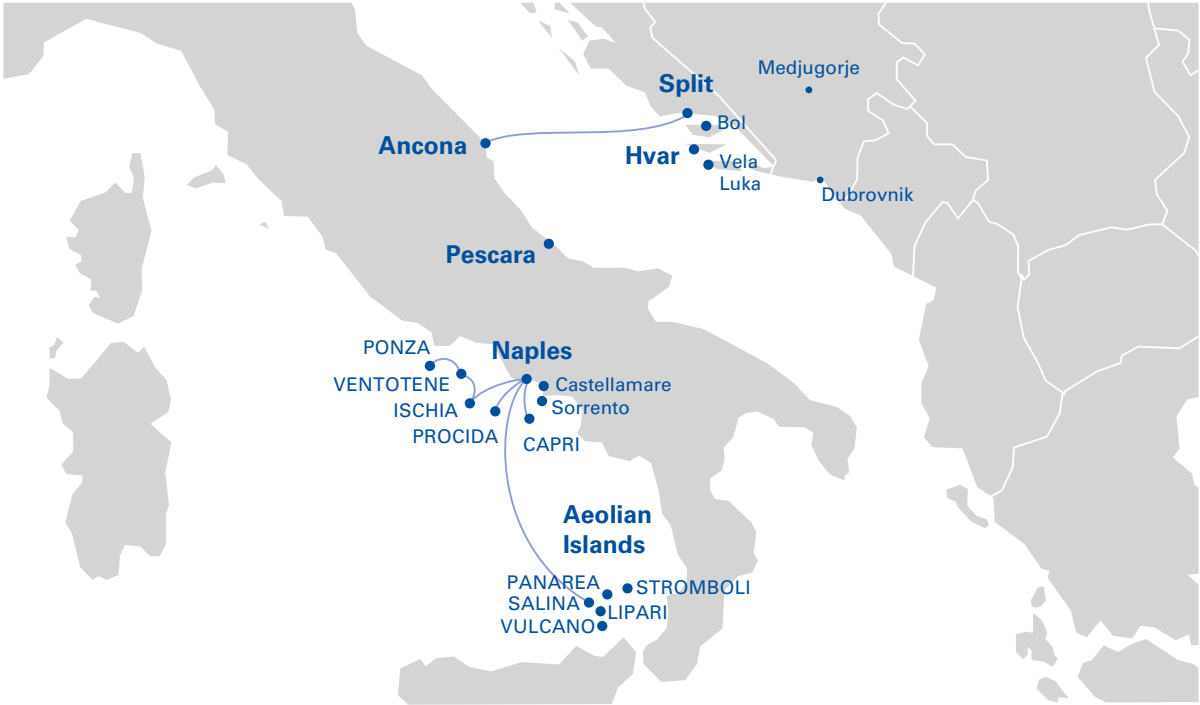 Medjugorje
Split
Bol
Ancona
Hvar
Vela
Luka
Dubrovnik
Pescara
PONZA
Naples
VENTOTENE
Castellamare
ISCHIA
Sorrento
PROCIDA
CAPRI
Aeolian
Islands
PANAREA
STROMBOLI
SALINA
LIPARI
VULCANO